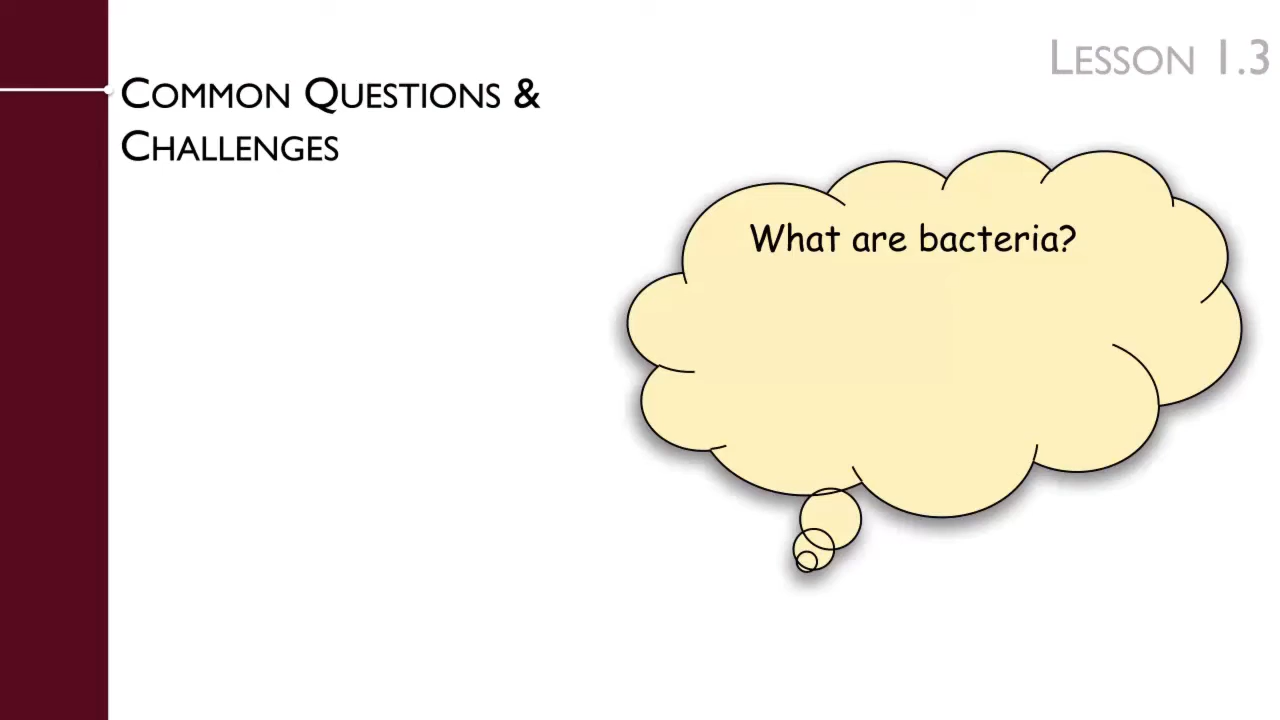 LESSON 1.3
COMMON QUESTIONS &
CHALLENGES
What are bacteria?